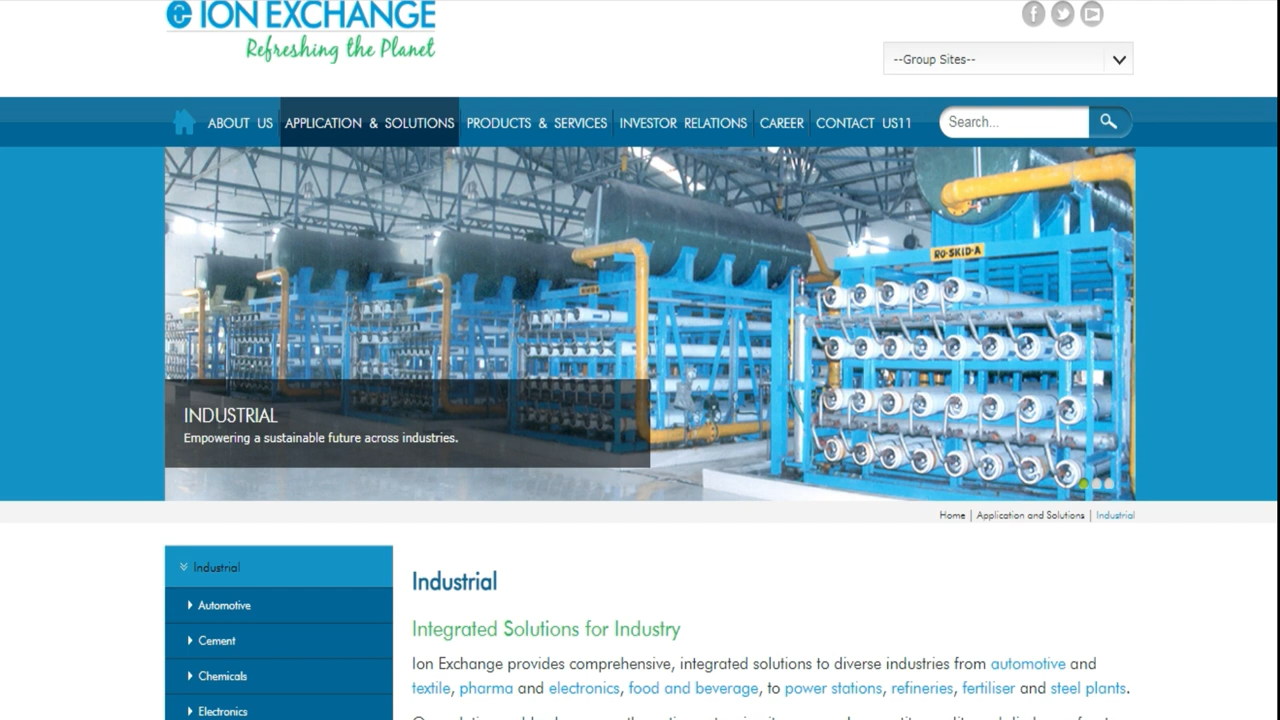 ION EXCHANGE
Refreshing the Planet
--Group Sites--
ABOUT US APPLICATION & SOLUTIONS PRODUCTS & SERVICES INVESTOR RELATIONS CAREER CONTACT US11 Search...
RO-SKID-A
INDUSTRIAL
Empowering a sustainable future across industries.
Home | Application and Solutions | Industrial
Industrial
Automotive
Cement
Chemicals
Electronics
Industrial
Integrated Solutions for Industry
Ion Exchange provides comprehensive, integrated solutions to diverse industries from automotive and
textile, pharma and electronics, food and beverage, to power stations, refineries, fertiliser and steel plants.